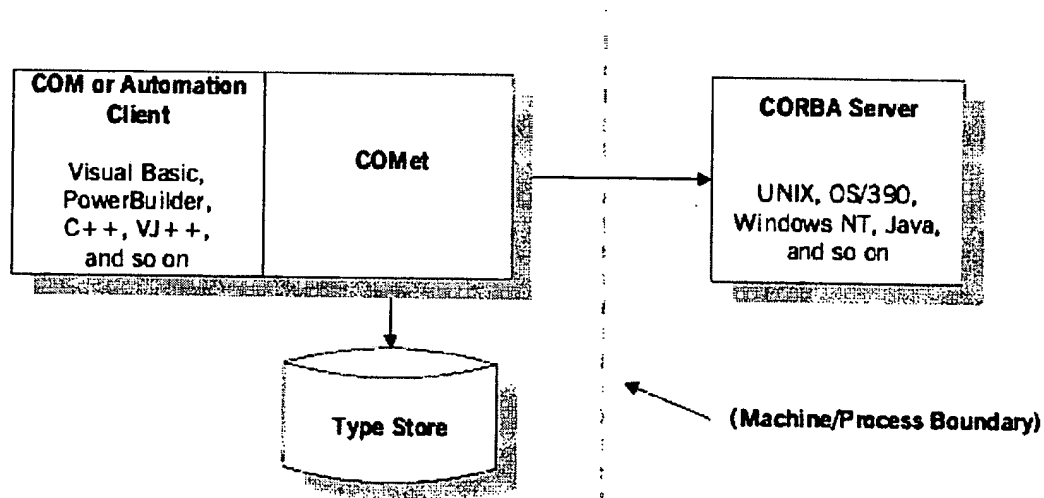 COM or Automation
Client
Visual Basic,
PowerBuilder,
C++, VJ++,
and so on
COMet
CORBA Server
UNIX, OS/390,
Windows NT, Java,
and so on
Type Store
(Machine/Process Boundary)